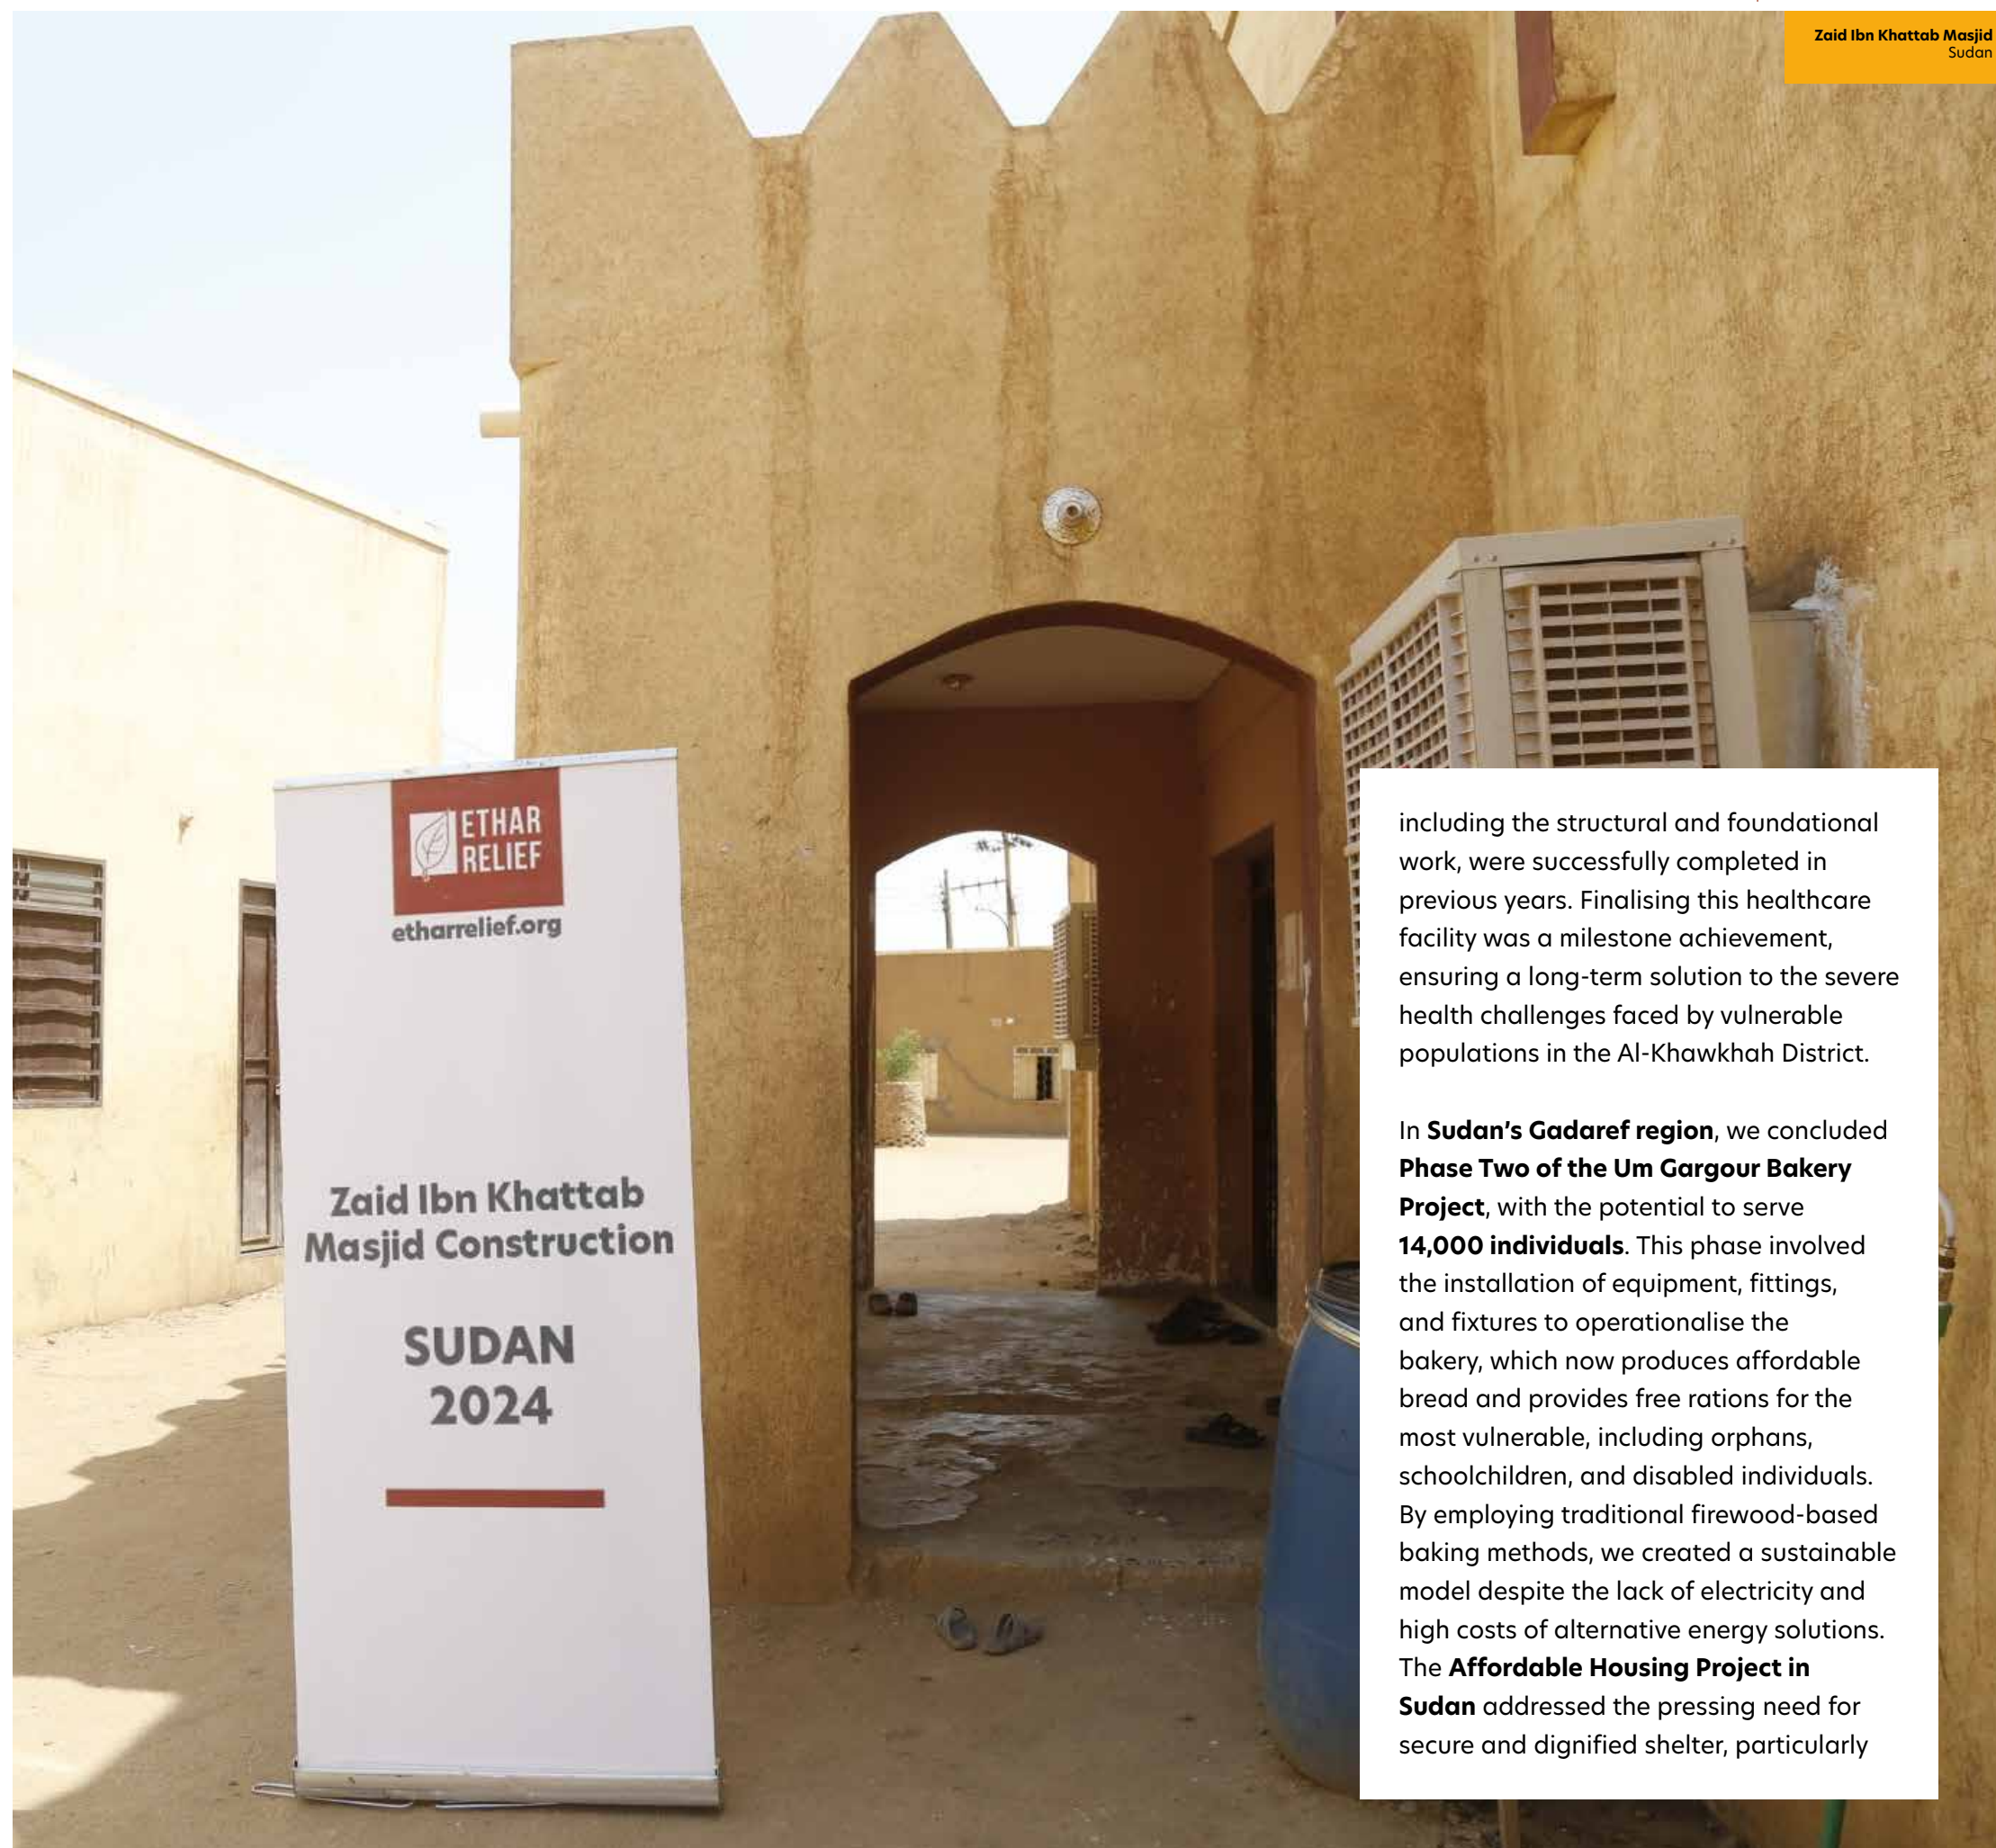 Zaid Ibn Khattab Masjid
Sudan
ETHAR
RELIEF
etharrelief.org
Zaid Ibn Khattab
Masjid Construction
SUDAN
2024
including the structural and foundational
work, were successfully completed in
previous years. Finalising this healthcare
facility was a milestone achievement,
ensuring a long-term solution to the severe
health challenges faced by vulnerable
populations in the Al-Khawkhah District.
In Sudan’s Gadaref region, we concluded
Phase Two of the Um Gargour Bakery
Project, with the potential to serve
14,000 individuals. This phase involved
the installation of equipment, fittings,
and fixtures to operationalise the
bakery, which now produces affordable
bread and provides free rations for the
most vulnerable, including orphans,
schoolchildren, and disabled individuals.
By employing traditional firewood-based
baking methods, we created a sustainable
model despite the lack of electricity and
high costs of alternative energy solutions.
The Affordable Housing Project in
Sudan addressed the pressing need for
secure and dignified shelter, particularly